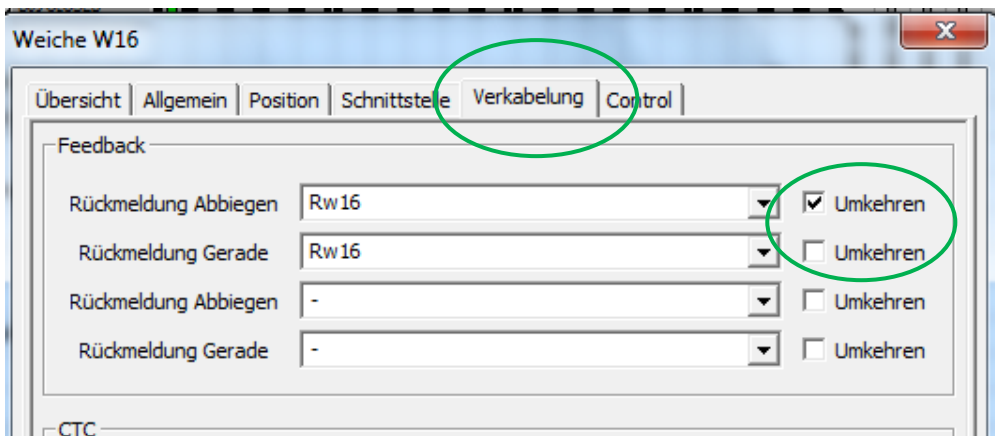 Weiche W16
Übersicht Allgemein Position Schnittstelle Verkabelung Control
Feedback
Rückmeldung Abbiegen Rw16 Umkehren
Rückmeldung Gerade Rw16 Umkehren
Rückmeldung Abbiegen - Umkehren
Rückmeldung Gerade - Umkehren
CTC